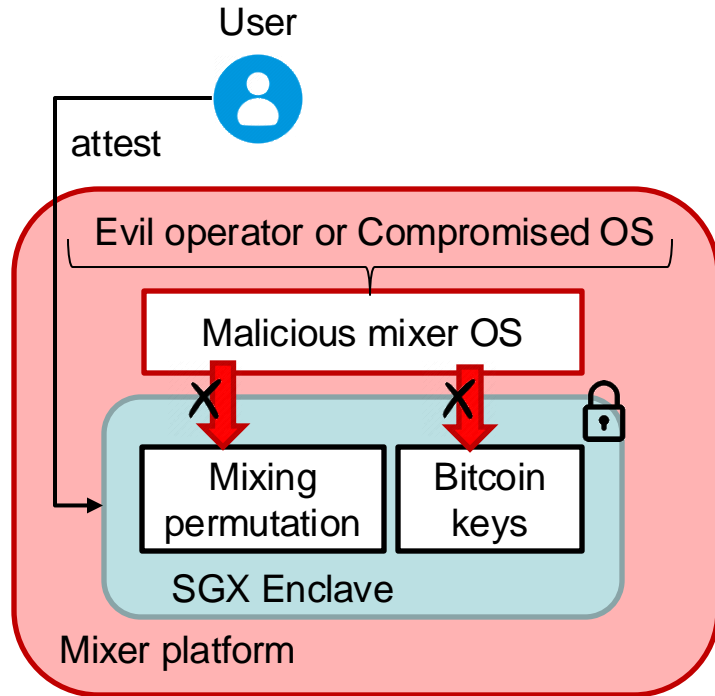 User
attest
Evil operator or Compromised OS
Malicious mixer OS
X X
Mixing
permutation
Bitcoin
keys
SGX Enclave
Mixer platform